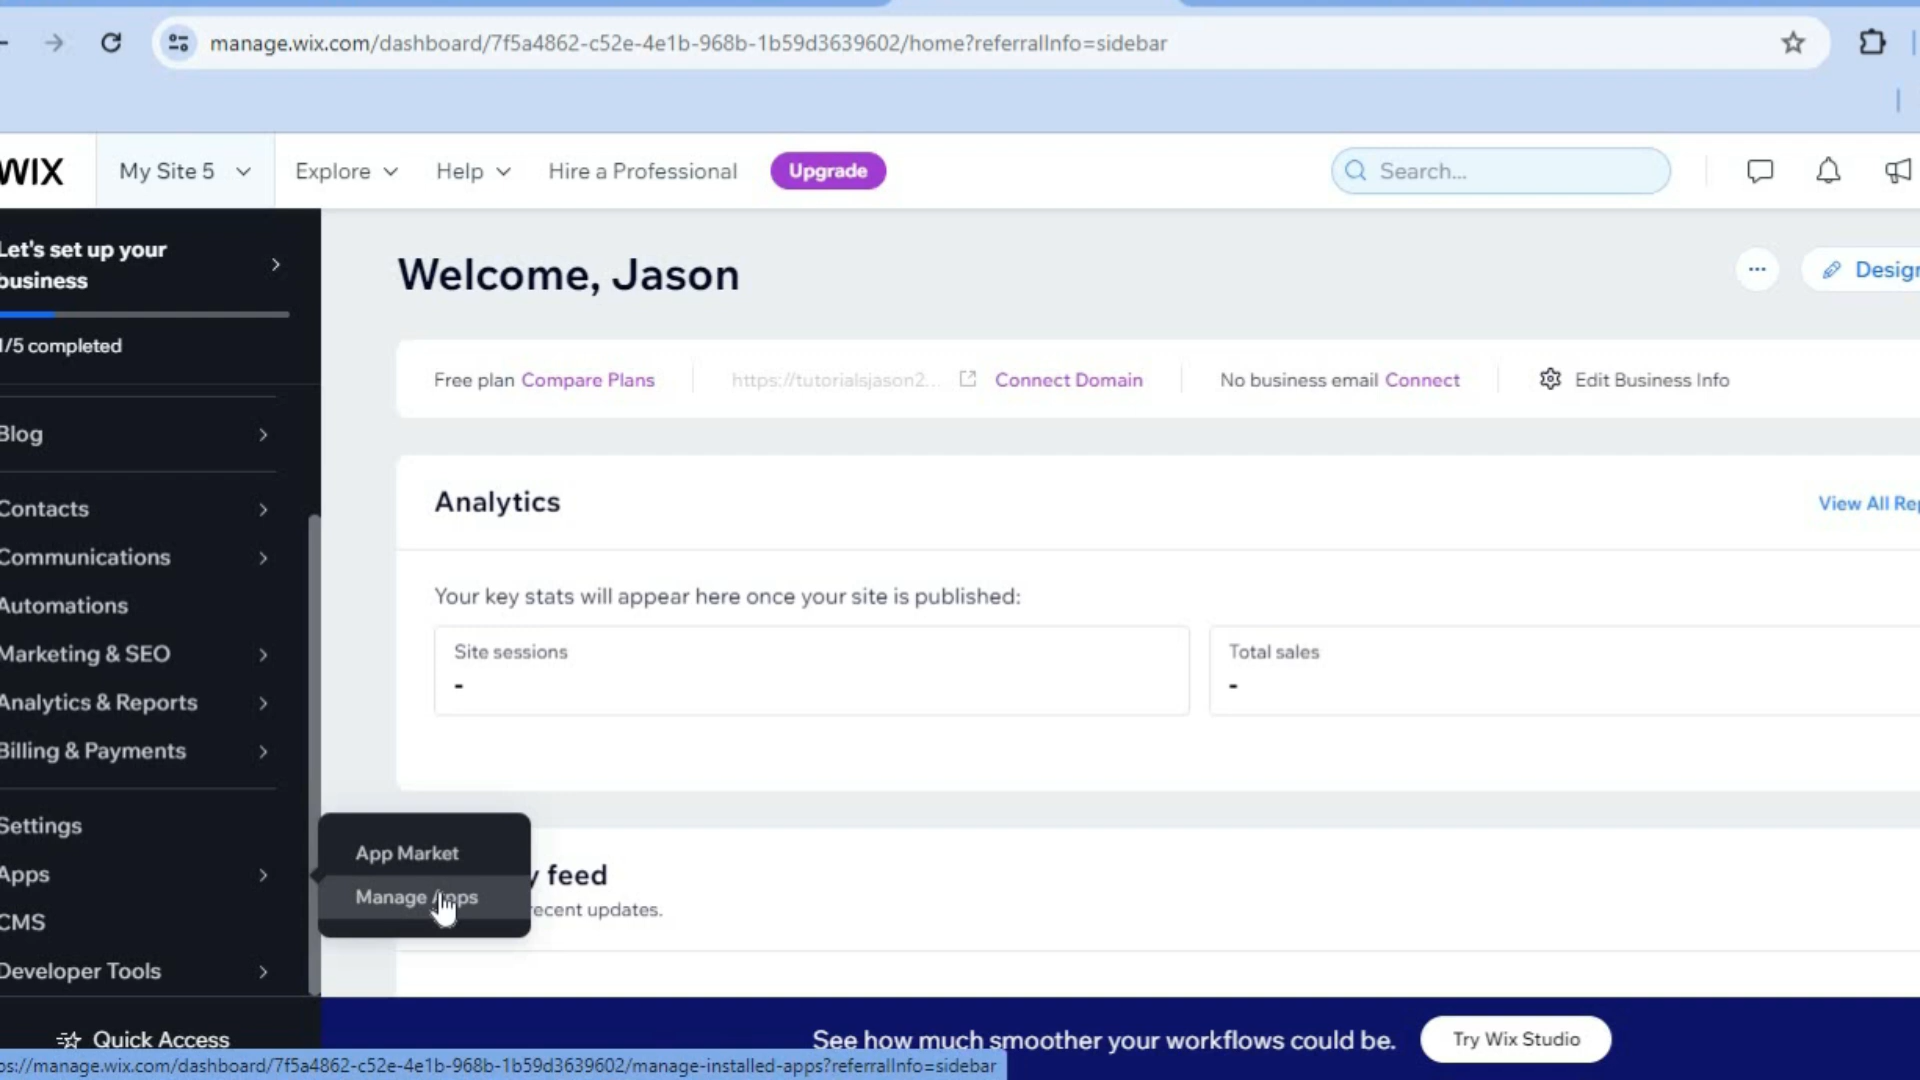 manage.wix.com/dashboard/7f5a4862-c52e-4e1b-968b-1b59d3639602/home?referralInfo=sidebar
WIX
My Site 5
Explore
Help
Hire a Professional
Upgrade
Search...
Let's set up your
business
1/5 completed
Blog
Contacts
Communications
Automations
Marketing & SEO
Analytics & Reports
Billing & Payments
Settings
Apps
CMS
Developer Tools
Quick Access
App Market
Manage Apps
Welcome, Jason
Design
Free plan Compare Plans
https://tutorialsjason2...
Connect Domain
No business email Connect
Edit Business Info
Analytics
View All Rep
Your key stats will appear here once your site is published:
Site sessions
-
Total sales
-
y feed
recent updates.
See how much smoother your workflows could be.
Try Wix Studio
ps://manage.wix.com/dashboard/7f5a4862-c52e-4e1b-968b-1b59d3639602/manage-installed-apps?referralInfo=sidebar